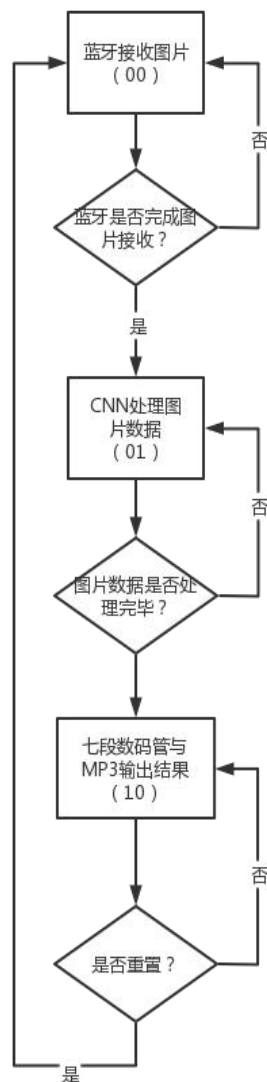 蓝牙接收图片
（00）
否
蓝牙是否完成图
片接收？
是
CNN处理图
片数据
（01）
否
图片数据是否处
理完毕？
七段数码管与
MP3输出结果
（10）
否
是否重置？
是